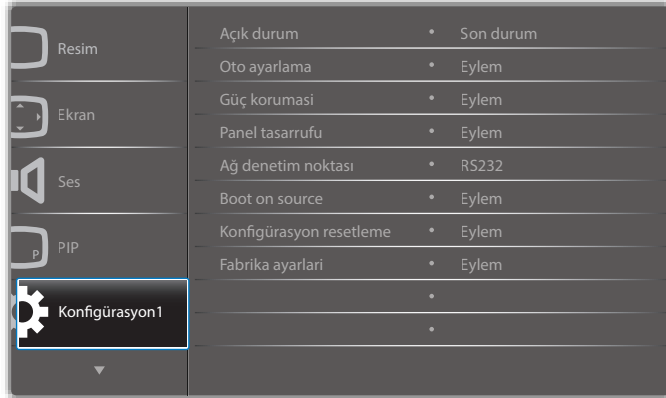 Resim
Ekran
Ses
P
PIP
Konfigürasyon1
Açık durum • Son durum
Oto ayarlama • Eylem
Güç korumasi • Eylem
Panel tasarrufu • Eylem
Ağ denetim noktası • RS232
Boot on source • Eylem
Konfigürasyon resetleme • Eylem
Fabrika ayarlari • Eylem
•
•